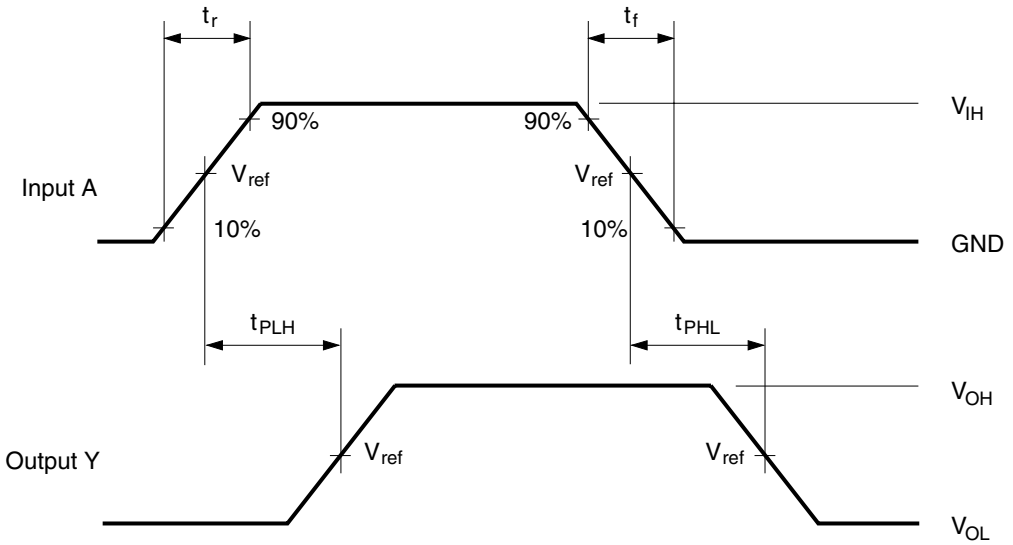 t_r
t_f
V_IH
90%
90%
V_ref
V_ref
Input A
10%
10%
GND
t_PLH
t_PHL
V_OH
V_ref
V_ref
Output Y
V_OL